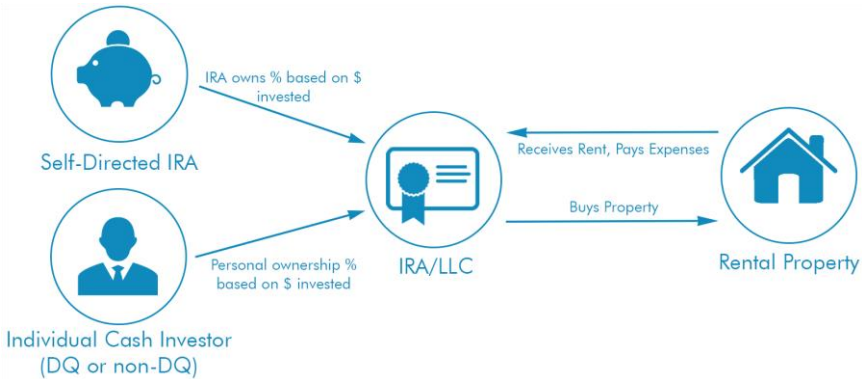 IRA owns % based on $
invested
Self-Directed IRA
Receives Rent, Pays Expenses
Buys Property
IRA/LLC
Rental Property
Personal ownership %
based on $ invested
Individual Cash Investor
(DQ or non-DQ)